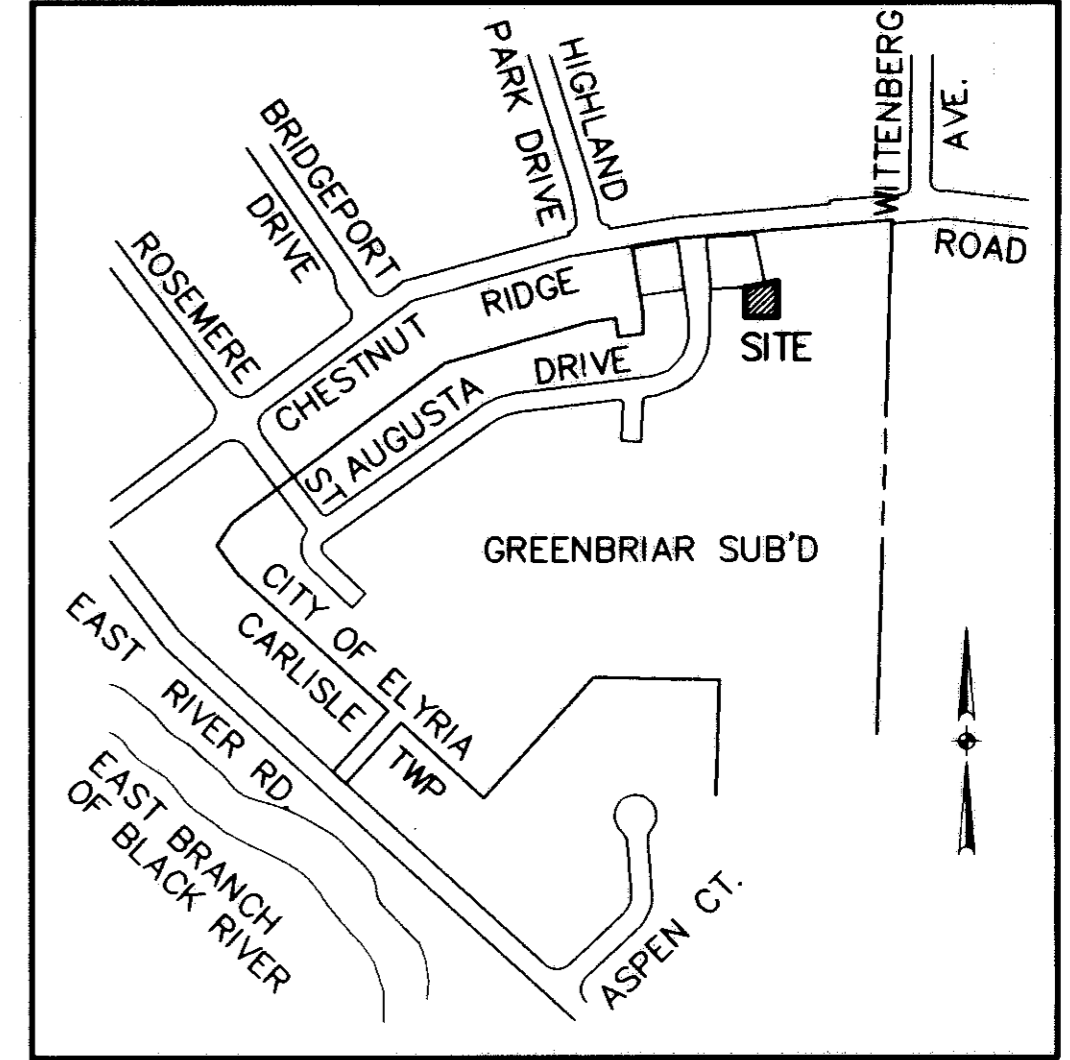 HIGHLAND
PARK DRIVE
WITTENBERG
AVE.
BRIDGEPORT
DRIVE
ROSEMERE
CHESTNUT RIDGE ROAD
SITE
ST AUGUSTA DRIVE
GREENBRIAR SUB'D
CITY OF ELYRIA
CARLISLE TWP
EAST RIVER RD.
EAST BRANCH
OF BLACK RIVER
ASPEN CT.